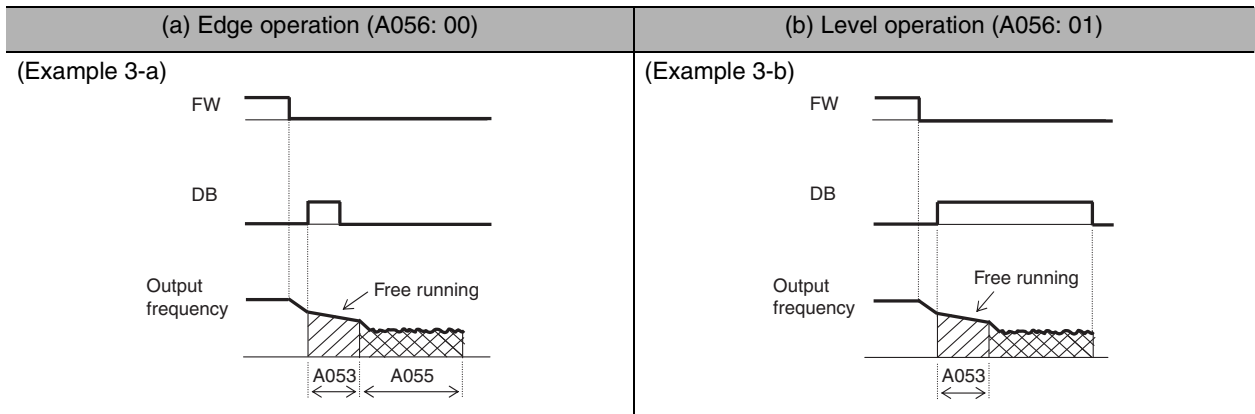 (a) Edge operation (A056: 00)
(b) Level operation (A056: 01)
(Example 3-a)
FW
DB
Output
frequency
Free running
A053
A055
(Example 3-b)
FW
DB
Output
frequency
Free running
A053